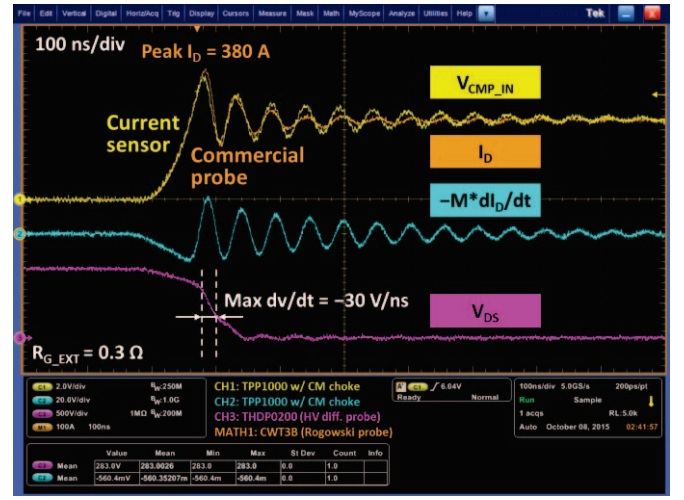 File Edit Vertical Digital Horiz/Acq Trig Display Cursors Measure Mask Math MyScope Analyze Utilities Help Tek
100 ns/div Peak I_D = 380 A
V_CMP_IN
Current sensor
Commercial probe
I_D
−M*dI_D/dt
Max dv/dt = −30 V/ns
V_DS
R_G_EXT = 0.3 Ω
C1 2.0V/div B_W:250M
C2 20.0V/div B_W:1.0G
C3 500V/div 1MΩ B_W:200M
M1 100A 100ns
CH1: TPP1000 w/ CM choke
CH2: TPP1000 w/ CM choke
CH3: THDP0200 (HV diff. probe)
MATH1: CWT3B (Rogowski probe)
A' C1 6.04V
Ready Normal
100ns/div 5.0GS/s 200ps/pt
Run Sample
1 acqs RL:5.0k
Auto October 08, 2015 02:41:57
Value Mean Min Max St Dev Count Info
C3 Mean 283.0V 283.0026 283.0 283.0 0.0 1.0
C2 Mean -560.4mV -560.35207m -560.4m -560.4m 0.0 1.0